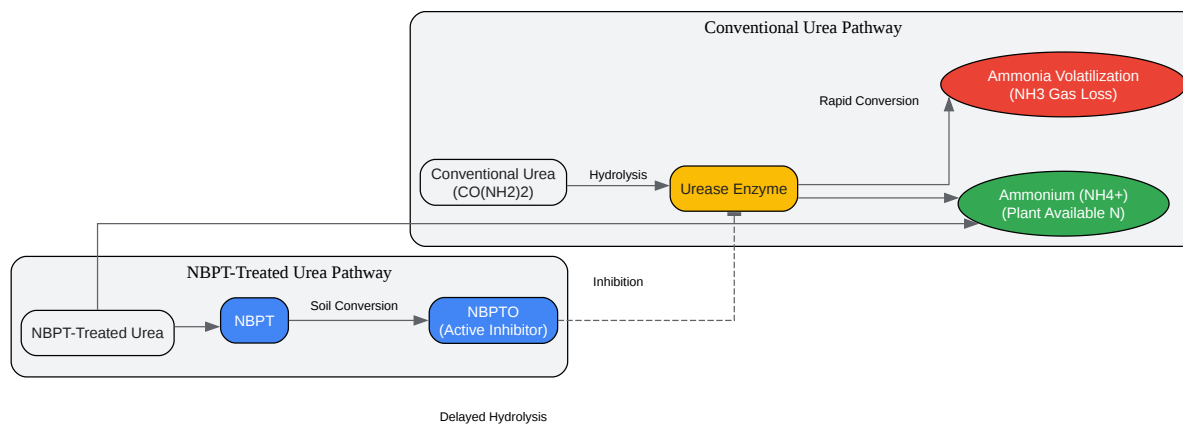 Conventional Urea Pathway
Ammonia Volatilization
(NH3 Gas Loss)
Rapid Conversion
Conventional Urea
(CO(NH2)2)
Hydrolysis
Urease Enzyme
Ammonium (NH4+)
(Plant Available N)
NBPT-Treated Urea Pathway
Inhibition
NBPT-Treated Urea
NBPT
Soil Conversion
NBPTO
(Active Inhibitor)
Delayed Hydrolysis